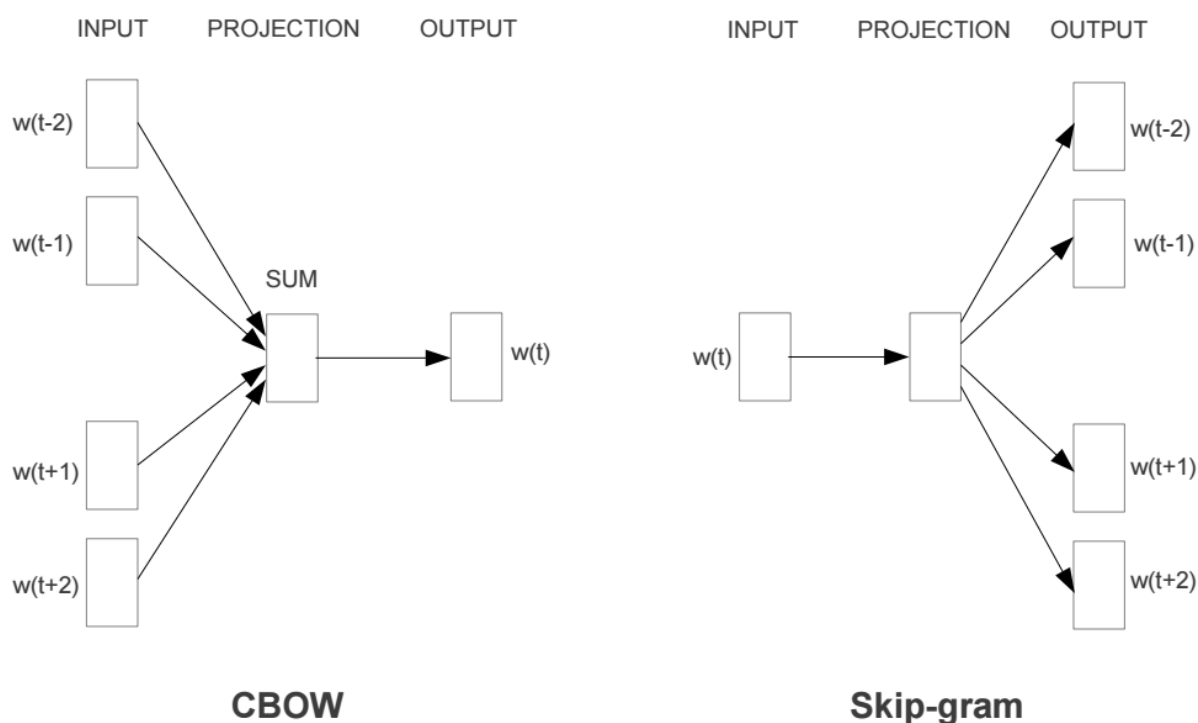 INPUT PROJECTION OUTPUT
w(t-2)
w(t-1)
SUM
w(t)
w(t+1)
w(t+2)
CBOW
INPUT PROJECTION OUTPUT
w(t-2)
w(t-1)
w(t)
w(t+1)
w(t+2)
Skip-gram